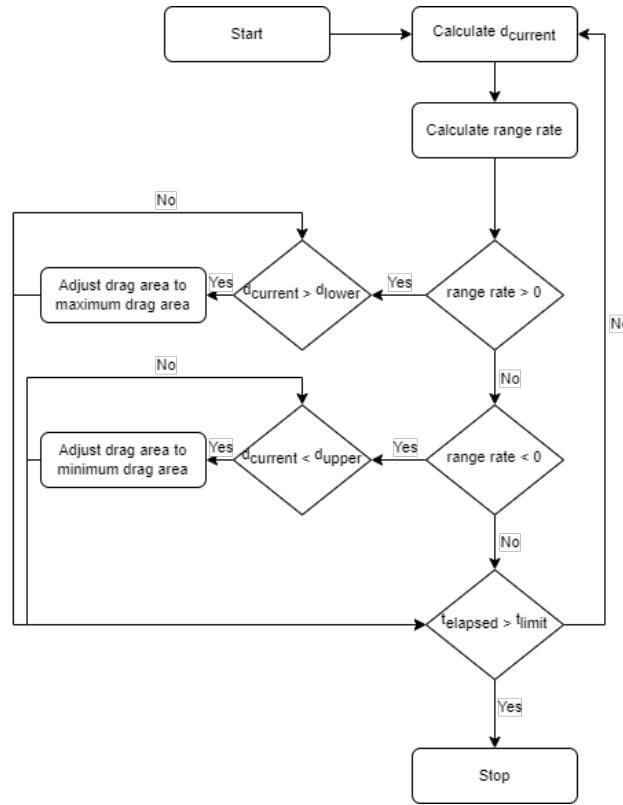 Start
Calculate dcurrent
Calculate range rate
No
Adjust drag area to
maximum drag area
Yes
dcurrent > dlower
Yes
range rate > 0
No
No
No
Adjust drag area to
minimum drag area
Yes
dcurrent < dupper
Yes
range rate < 0
No
telapsed > tlimit
Yes
Stop